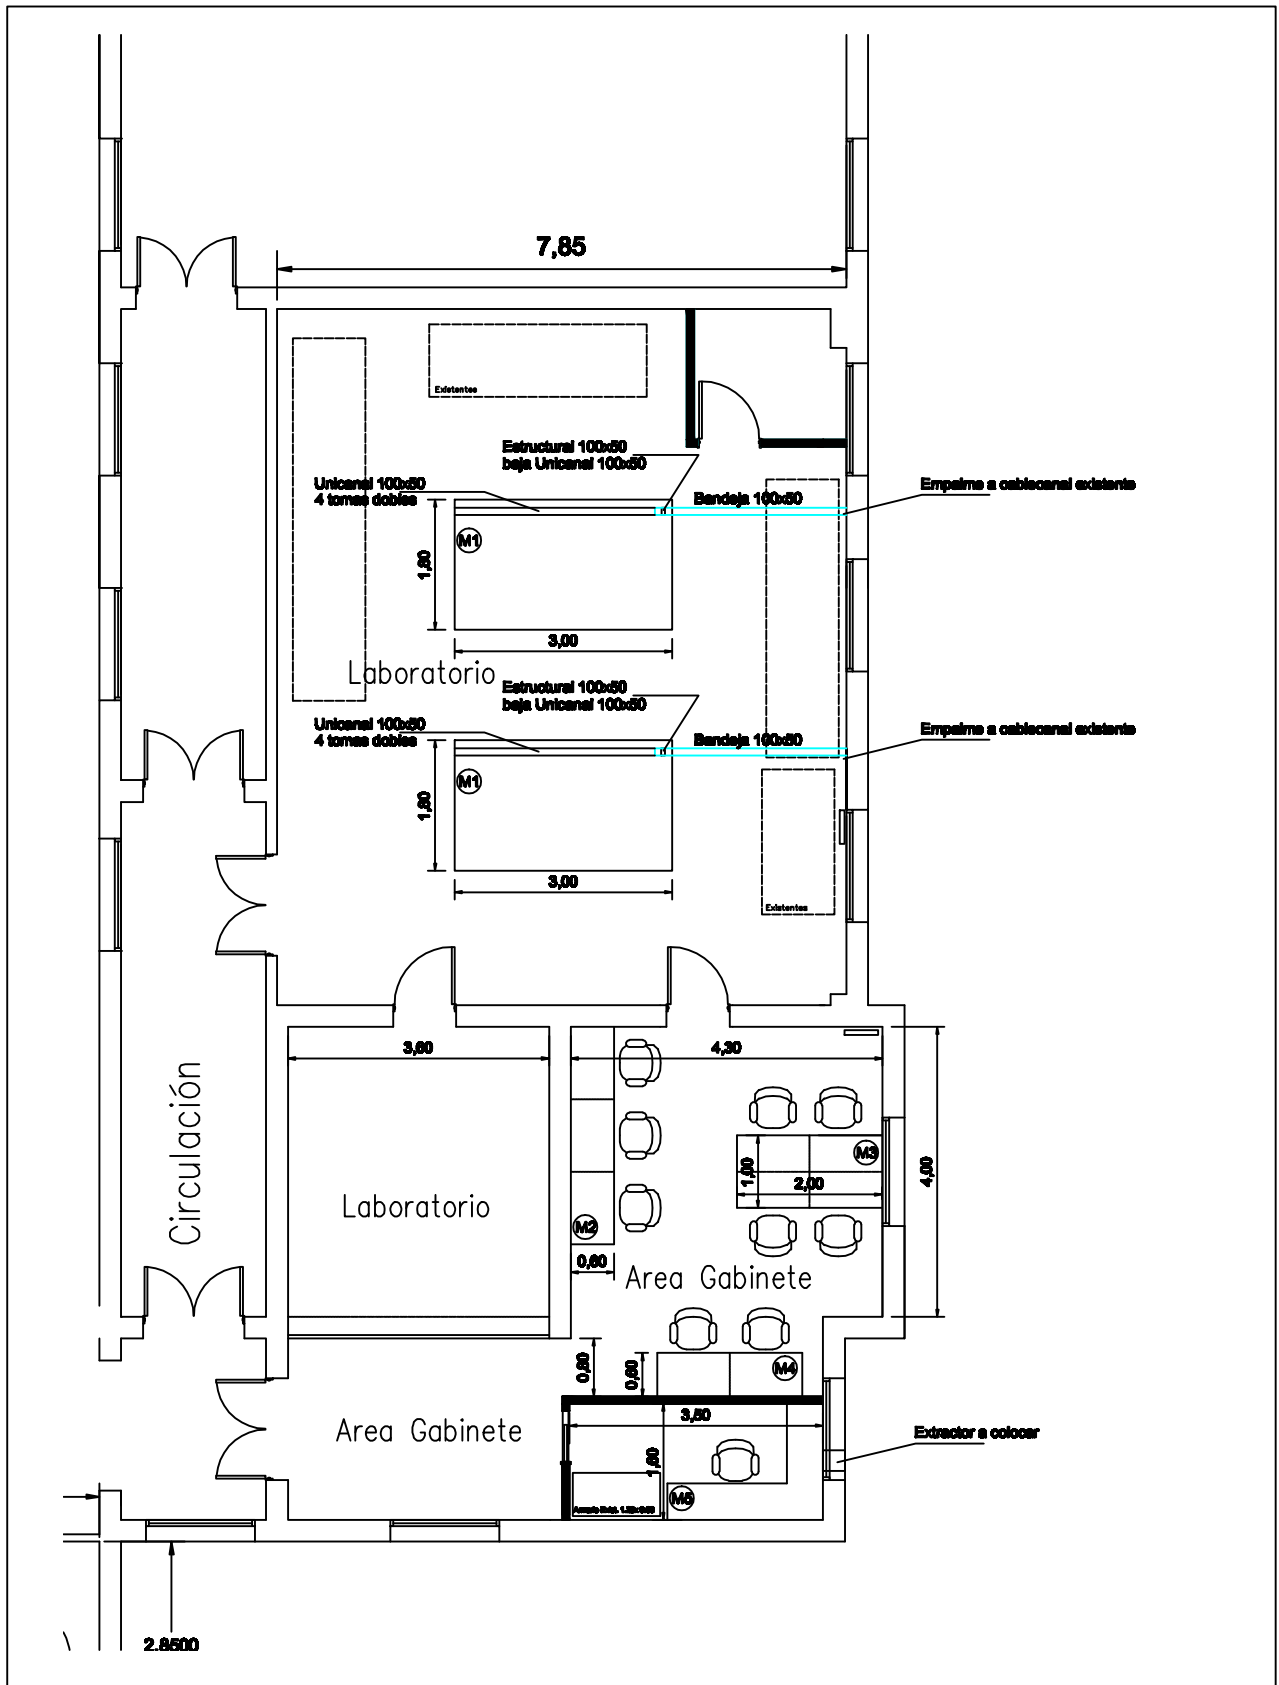 7,85
Existentes
Estructural 100x50
baja Unicanal 100x50
Unicanal 100x50
4 tomas dobles
Bandeja 100x50
Empalme a cablecanal existente
M1
1,80
3,00
Laboratorio
Estructural 100x50
baja Unicanal 100x50
Unicanal 100x50
4 tomas dobles
Bandeja 100x50
Empalme a cablecanal existente
M1
1,80
3,00
Existentes
3,60
4,30
Circulación
4,00
M3
1,00
2,00
Laboratorio
M2
0,60
Area Gabinete
0,80
0,60
M4
Area Gabinete
3,50
1,60
Extractor a colocar
M5
2.8500